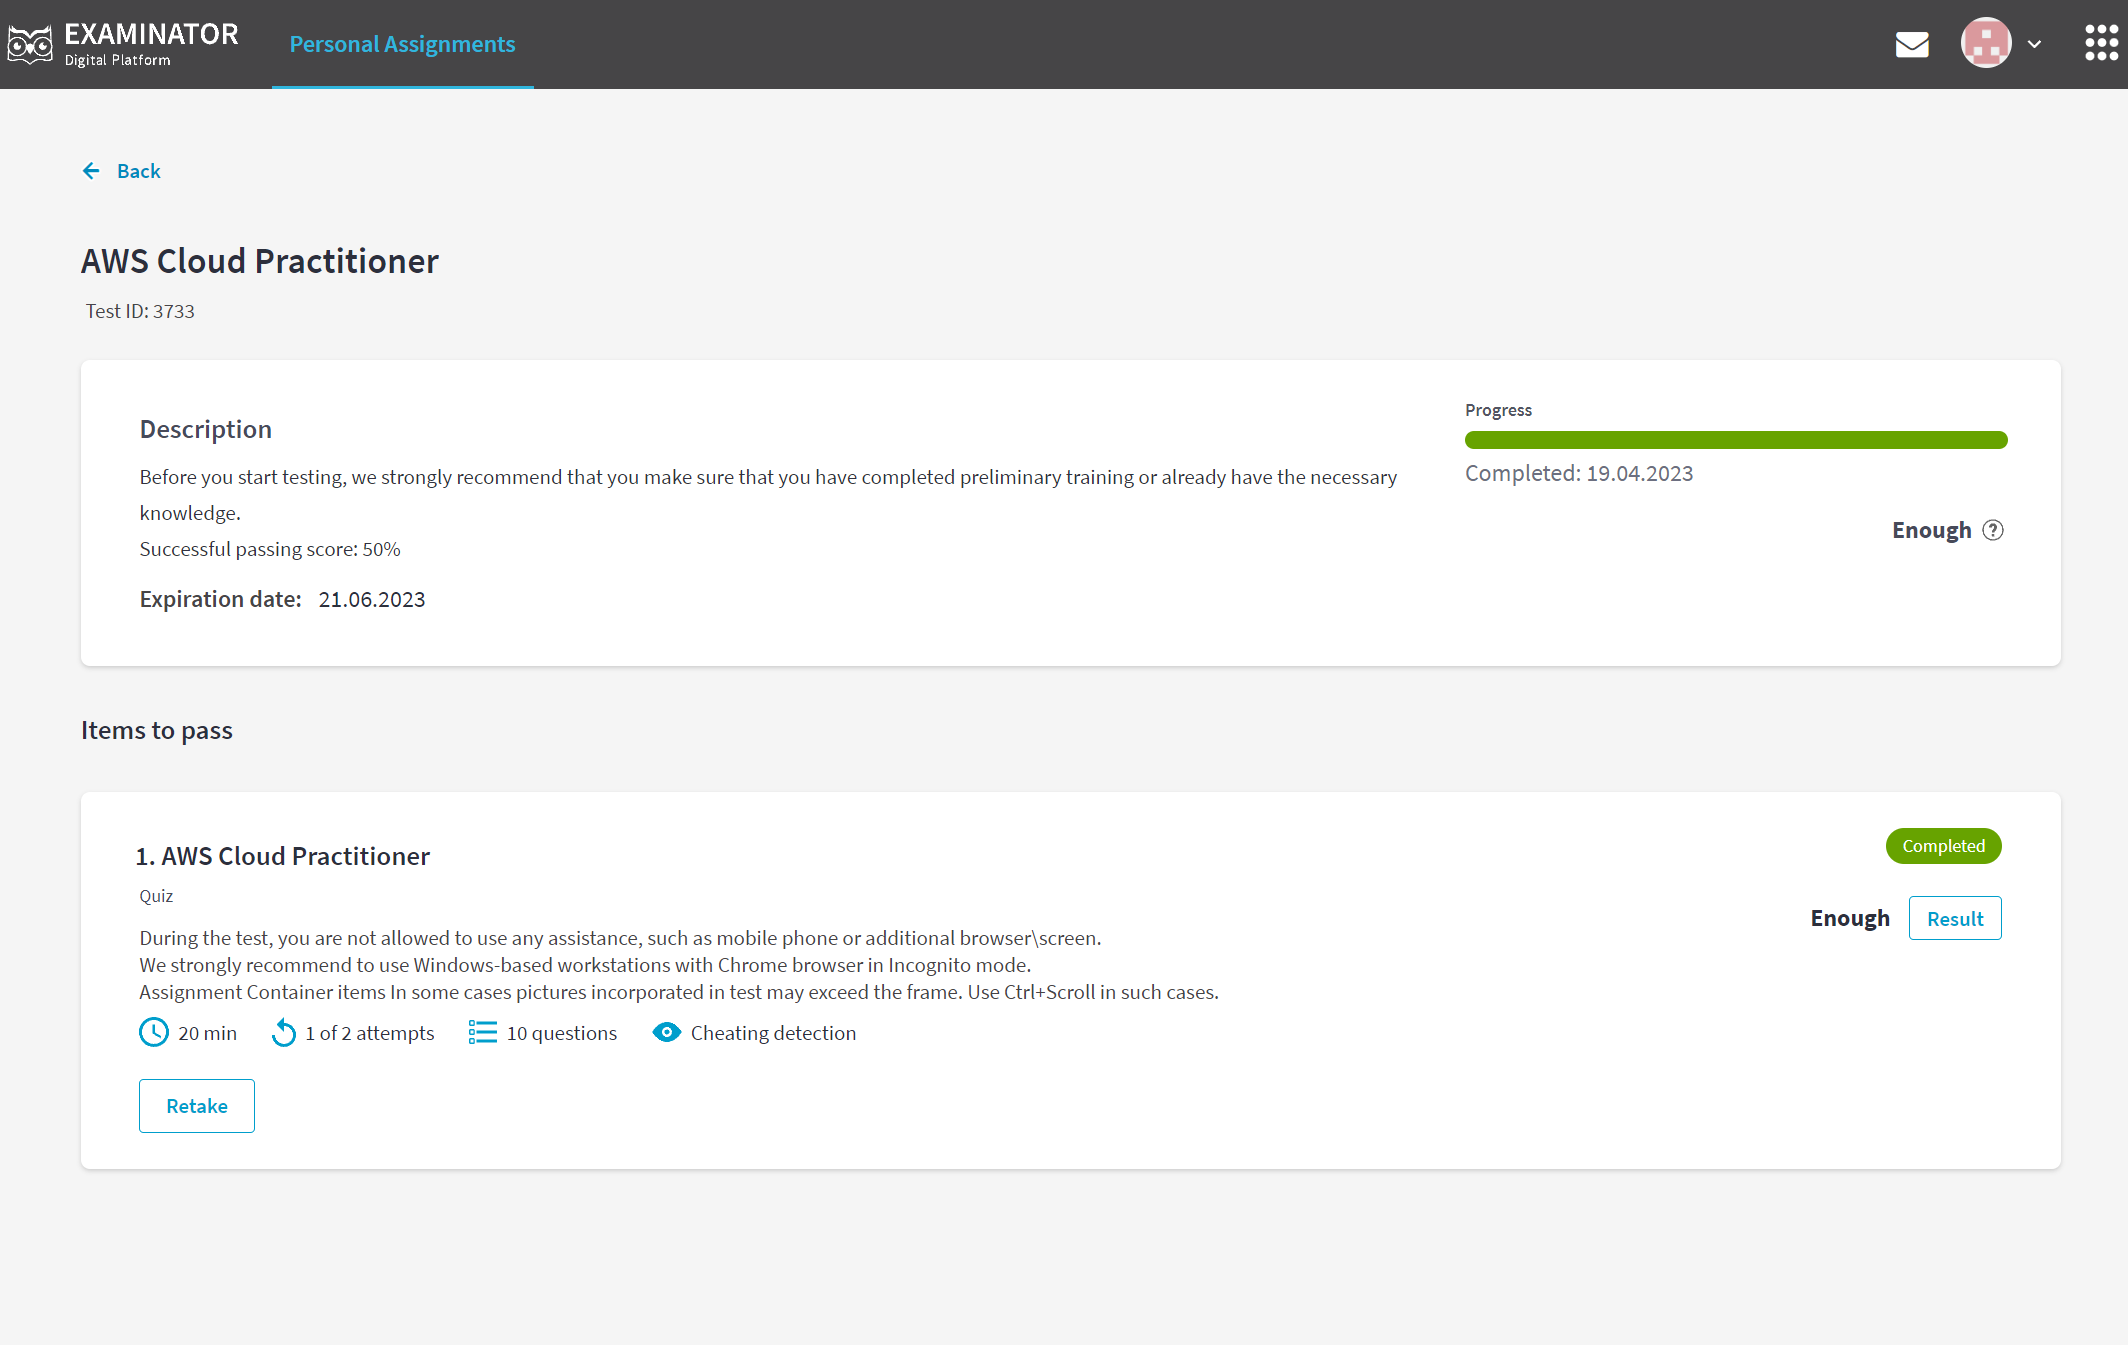 EXAMINATOR
Digital Platform
Personal Assignments
Back
AWS Cloud Practitioner
Test ID: 3733
Description
Before you start testing, we strongly recommend that you make sure that you have completed preliminary training or already have the necessary
knowledge.
Successful passing score: 50%
Expiration date: 21.06.2023
Progress
Completed: 19.04.2023
Enough ?
Items to pass
1. AWS Cloud Practitioner
Quiz
During the test, you are not allowed to use any assistance, such as mobile phone or additional browser\screen.
We strongly recommend to use Windows-based workstations with Chrome browser in Incognito mode.
Assignment Container items In some cases pictures incorporated in test may exceed the frame. Use Ctrl+Scroll in such cases.
20 min 1 of 2 attempts 10 questions Cheating detection
Retake
Completed
Enough Result